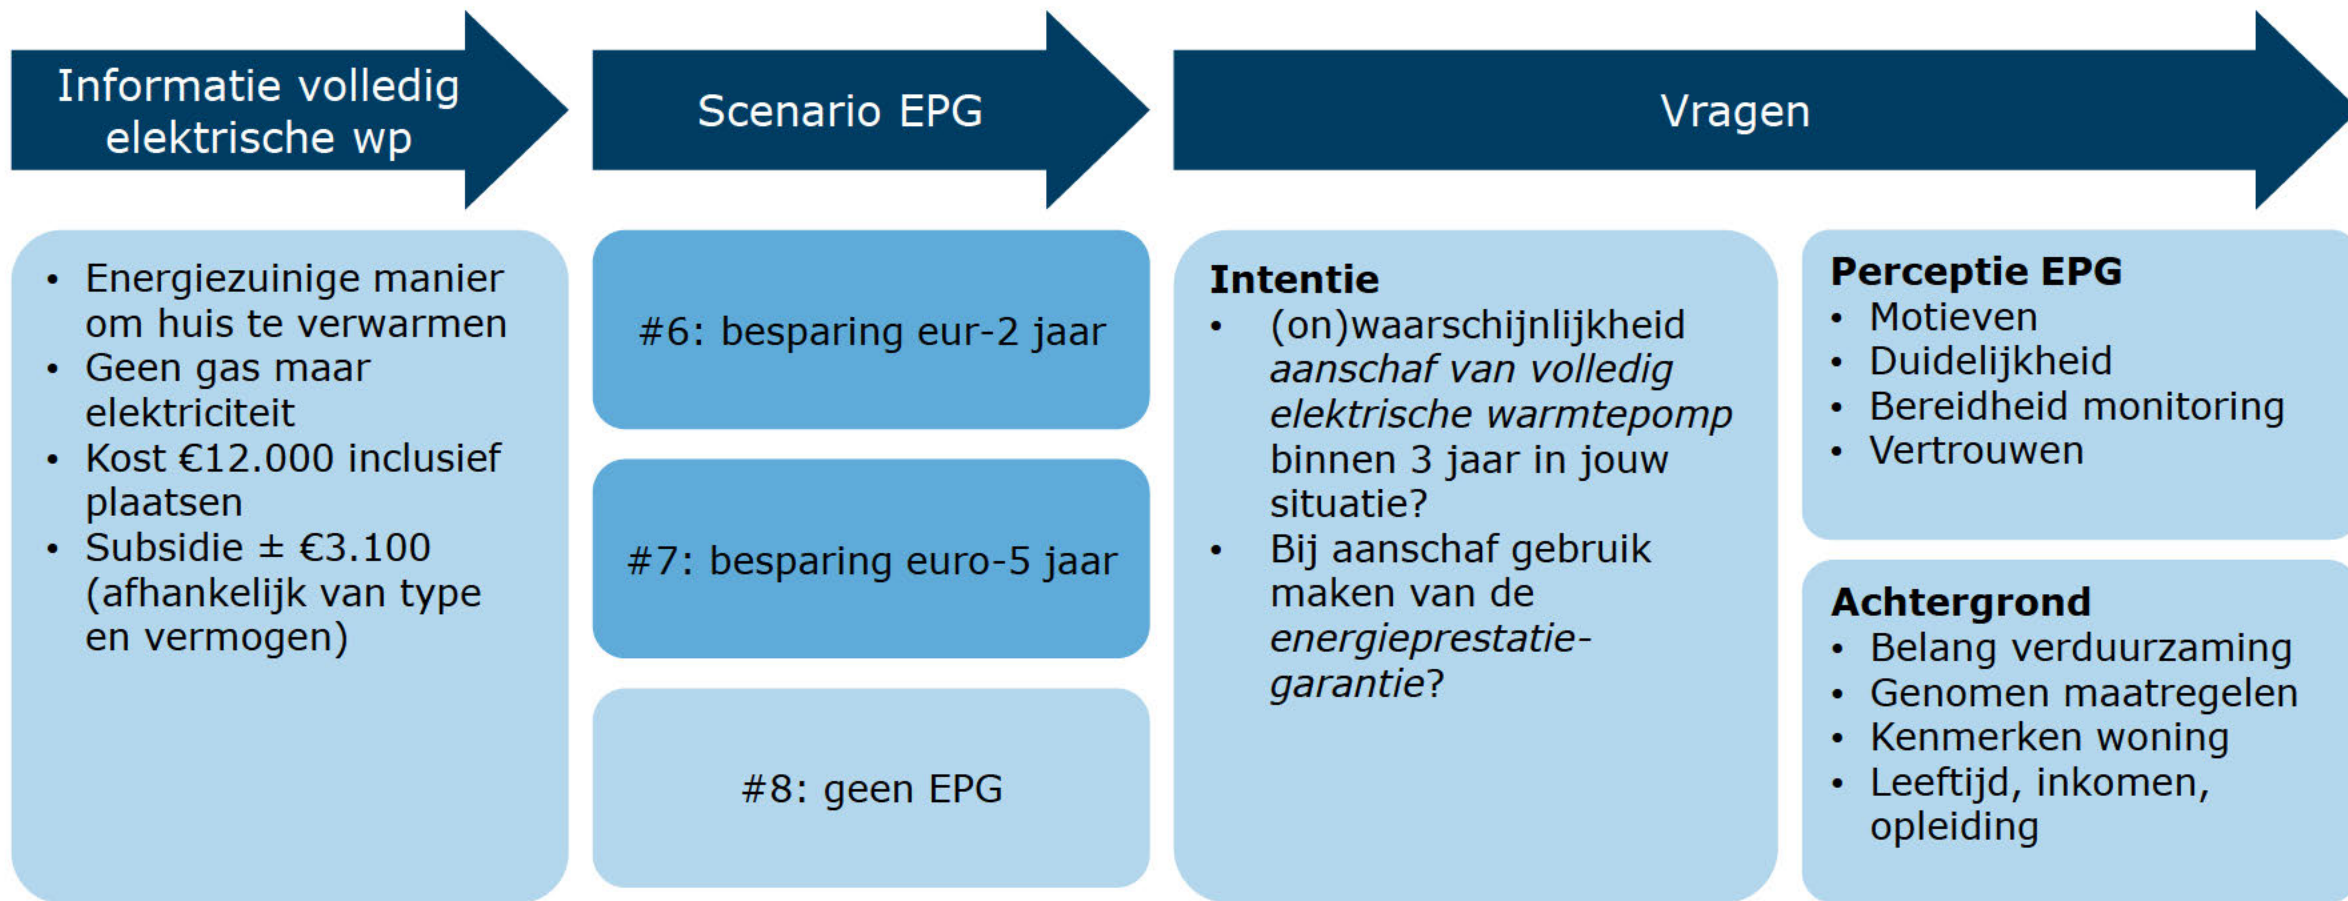 Informatie volledig
elektrische wp
Scenario EPG
Vragen
• Energiezuinige manier
om huis te verwarmen
• Geen gas maar
elektriciteit
• Kost €12.000 inclusief
plaatsen
• Subsidie ± €3.100
(afhankelijk van type
en vermogen)
#6: besparing eur-2 jaar
#7: besparing euro-5 jaar
#8: geen EPG
Intentie
• (on)waarschijnlijkheid
aanschaf van volledig
elektrische warmtepomp
binnen 3 jaar in jouw
situatie?
• Bij aanschaf gebruik
maken van de
energieprestatie-
garantie?
Perceptie EPG
• Motieven
• Duidelijkheid
• Bereidheid monitoring
• Vertrouwen
Achtergrond
• Belang verduurzaming
• Genomen maatregelen
• Kenmerken woning
• Leeftijd, inkomen,
opleiding